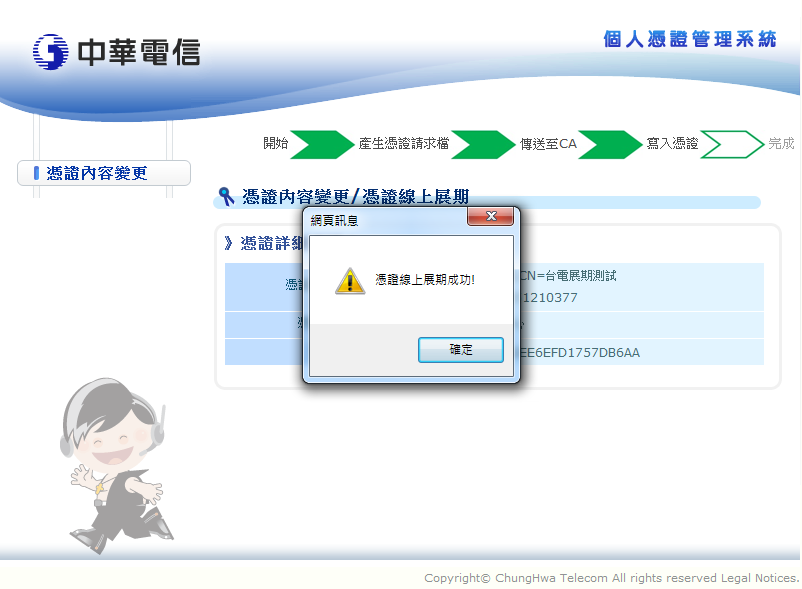 中華電信
個人憑證管理系統
開始 產生憑證請求檔 傳送至CA 寫入憑證 完成
憑證內容變更
憑證內容變更/憑證線上展期
網頁訊息
》憑證詳細
憑證線上展期成功!
CN=台電展期測試
1210377
確定
EE6EFD1757DB6AA
Copyright© ChungHwa Telecom All rights reserved Legal Notices.